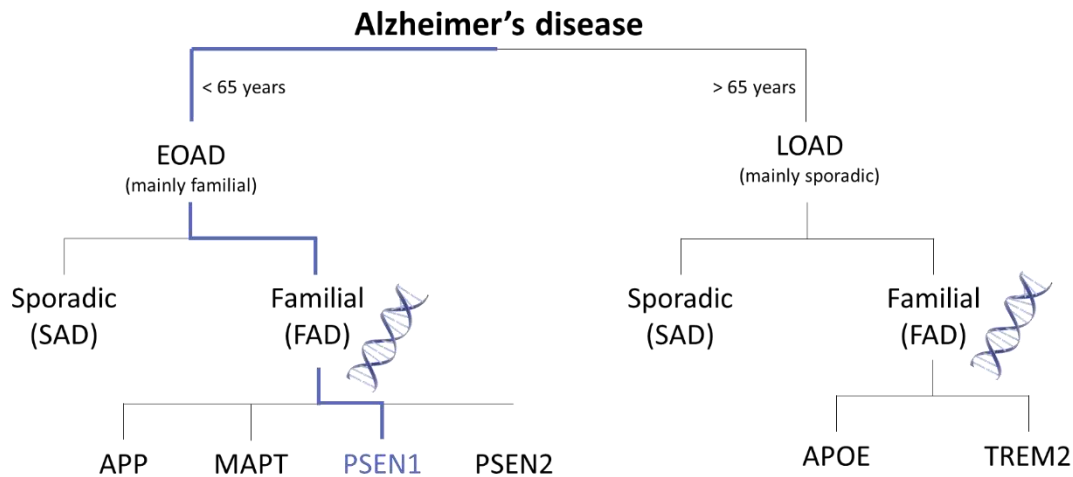 Alzheimer’s disease
< 65 years
> 65 years
EOAD
(mainly familial)
LOAD
(mainly sporadic)
Sporadic
(SAD)
Familial
(FAD)
Sporadic
(SAD)
Familial
(FAD)
APP
MAPT
PSEN1
PSEN2
APOE
TREM2